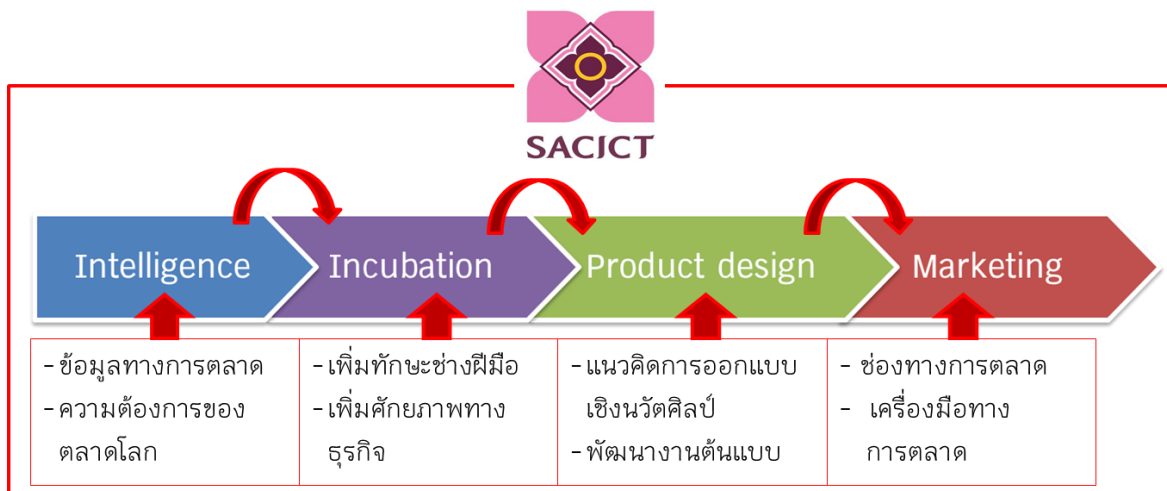 SACICT
Intelligence
Incubation
Product design
Marketing
- ข้อมูลทางการตลาด
- ความต้องการของ
ตลาดโลก
- เพิ่มทักษะช่างฝีมือ
- เพิ่มศักยภาพทาง
ธุรกิจ
- แนวคิดการออกแบบ
เชิงนวัตศิลป์
- พัฒนางานต้นแบบ
- ช่องทางการตลาด
- เครื่องมือทาง
การตลาด